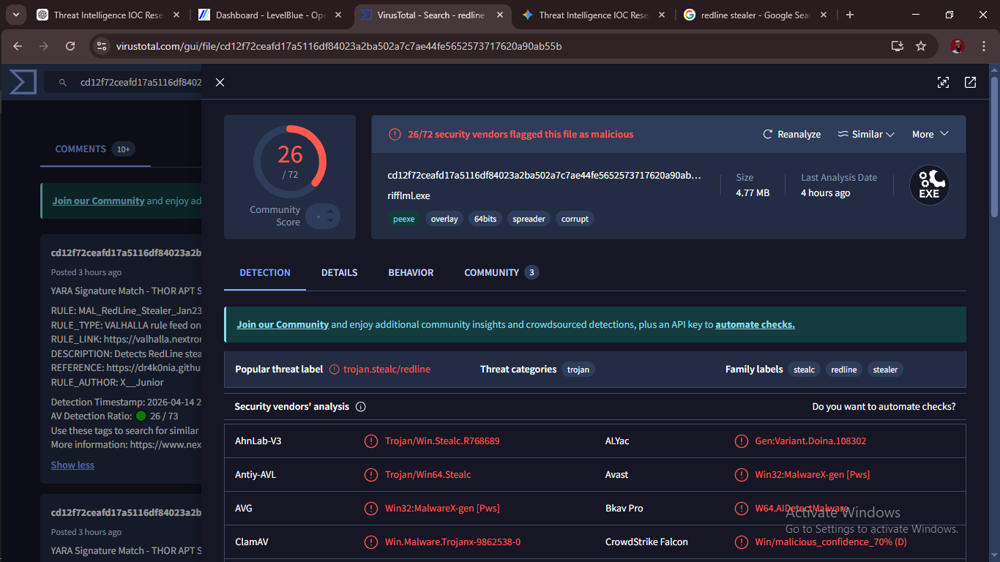 Threat Intelligence IOC Rese
Dashboard - LevelBlue - Ope
VirusTotal - Search - redline
Threat Intelligence IOC Rese
redline stealer - Google Sear
virustotal.com/gui/file/cd12f72ceafd17a5116df84023a2ba502a7c7ae44fe5652573717620a90ab55b
cd12f72ceafd17a5116df8402
COMMENTS 10+
Join our Community and enjoy ad
cd12f72ceafd17a5116df84023a2b
Posted 3 hours ago
YARA Signature Match - THOR APT S
RULE: MAL_RedLine_Stealer_Jan23
RULE_TYPE: VALHALLA rule feed on
RULE_LINK: https://valhalla.nextron
DESCRIPTION: Detects RedLine stea
REFERENCE: https://dr4k0nia.githu
RULE_AUTHOR: X__Junior
Detection Timestamp: 2026-04-14 2
AV Detection Ratio: 26 / 73
Use these tags to search for similar
More information: https://www.nex
Show less
cd12f72ceafd17a5116df84023a2b
Posted 3 hours ago
YARA Signature Match - THOR APT S
26
/ 72
Community
Score
26/72 security vendors flagged this file as malicious
Reanalyze
Similar
More
cd12f72ceafd17a5116df84023a2ba502a7c7ae44fe5652573717620a90ab...
rifflml.exe
peexe overlay 64bits spreader corrupt
Size
4.77 MB
Last Analysis Date
4 hours ago
EXE
DETECTION DETAILS BEHAVIOR COMMUNITY 3
Join our Community and enjoy additional community insights and crowdsourced detections, plus an API key to automate checks.
Popular threat label trojan.stealc/redline Threat categories trojan Family labels stealc redline stealer
Security vendors' analysis Do you want to automate checks?
AhnLab-V3 Trojan/Win.Stealc.R768689 ALYac Gen:Variant.Doina.108302
Antiy-AVL Trojan/Win64.Stealc Avast Win32:MalwareX-gen [Pws]
AVG Win32:MalwareX-gen [Pws] Bkav Pro W64.AIDetectMalware
ClamAV Win.Malware.Trojanx-9862538-0 CrowdStrike Falcon Win/malicious_confidence_70% (D)
Activate Windows
Go to Settings to activate Windows.